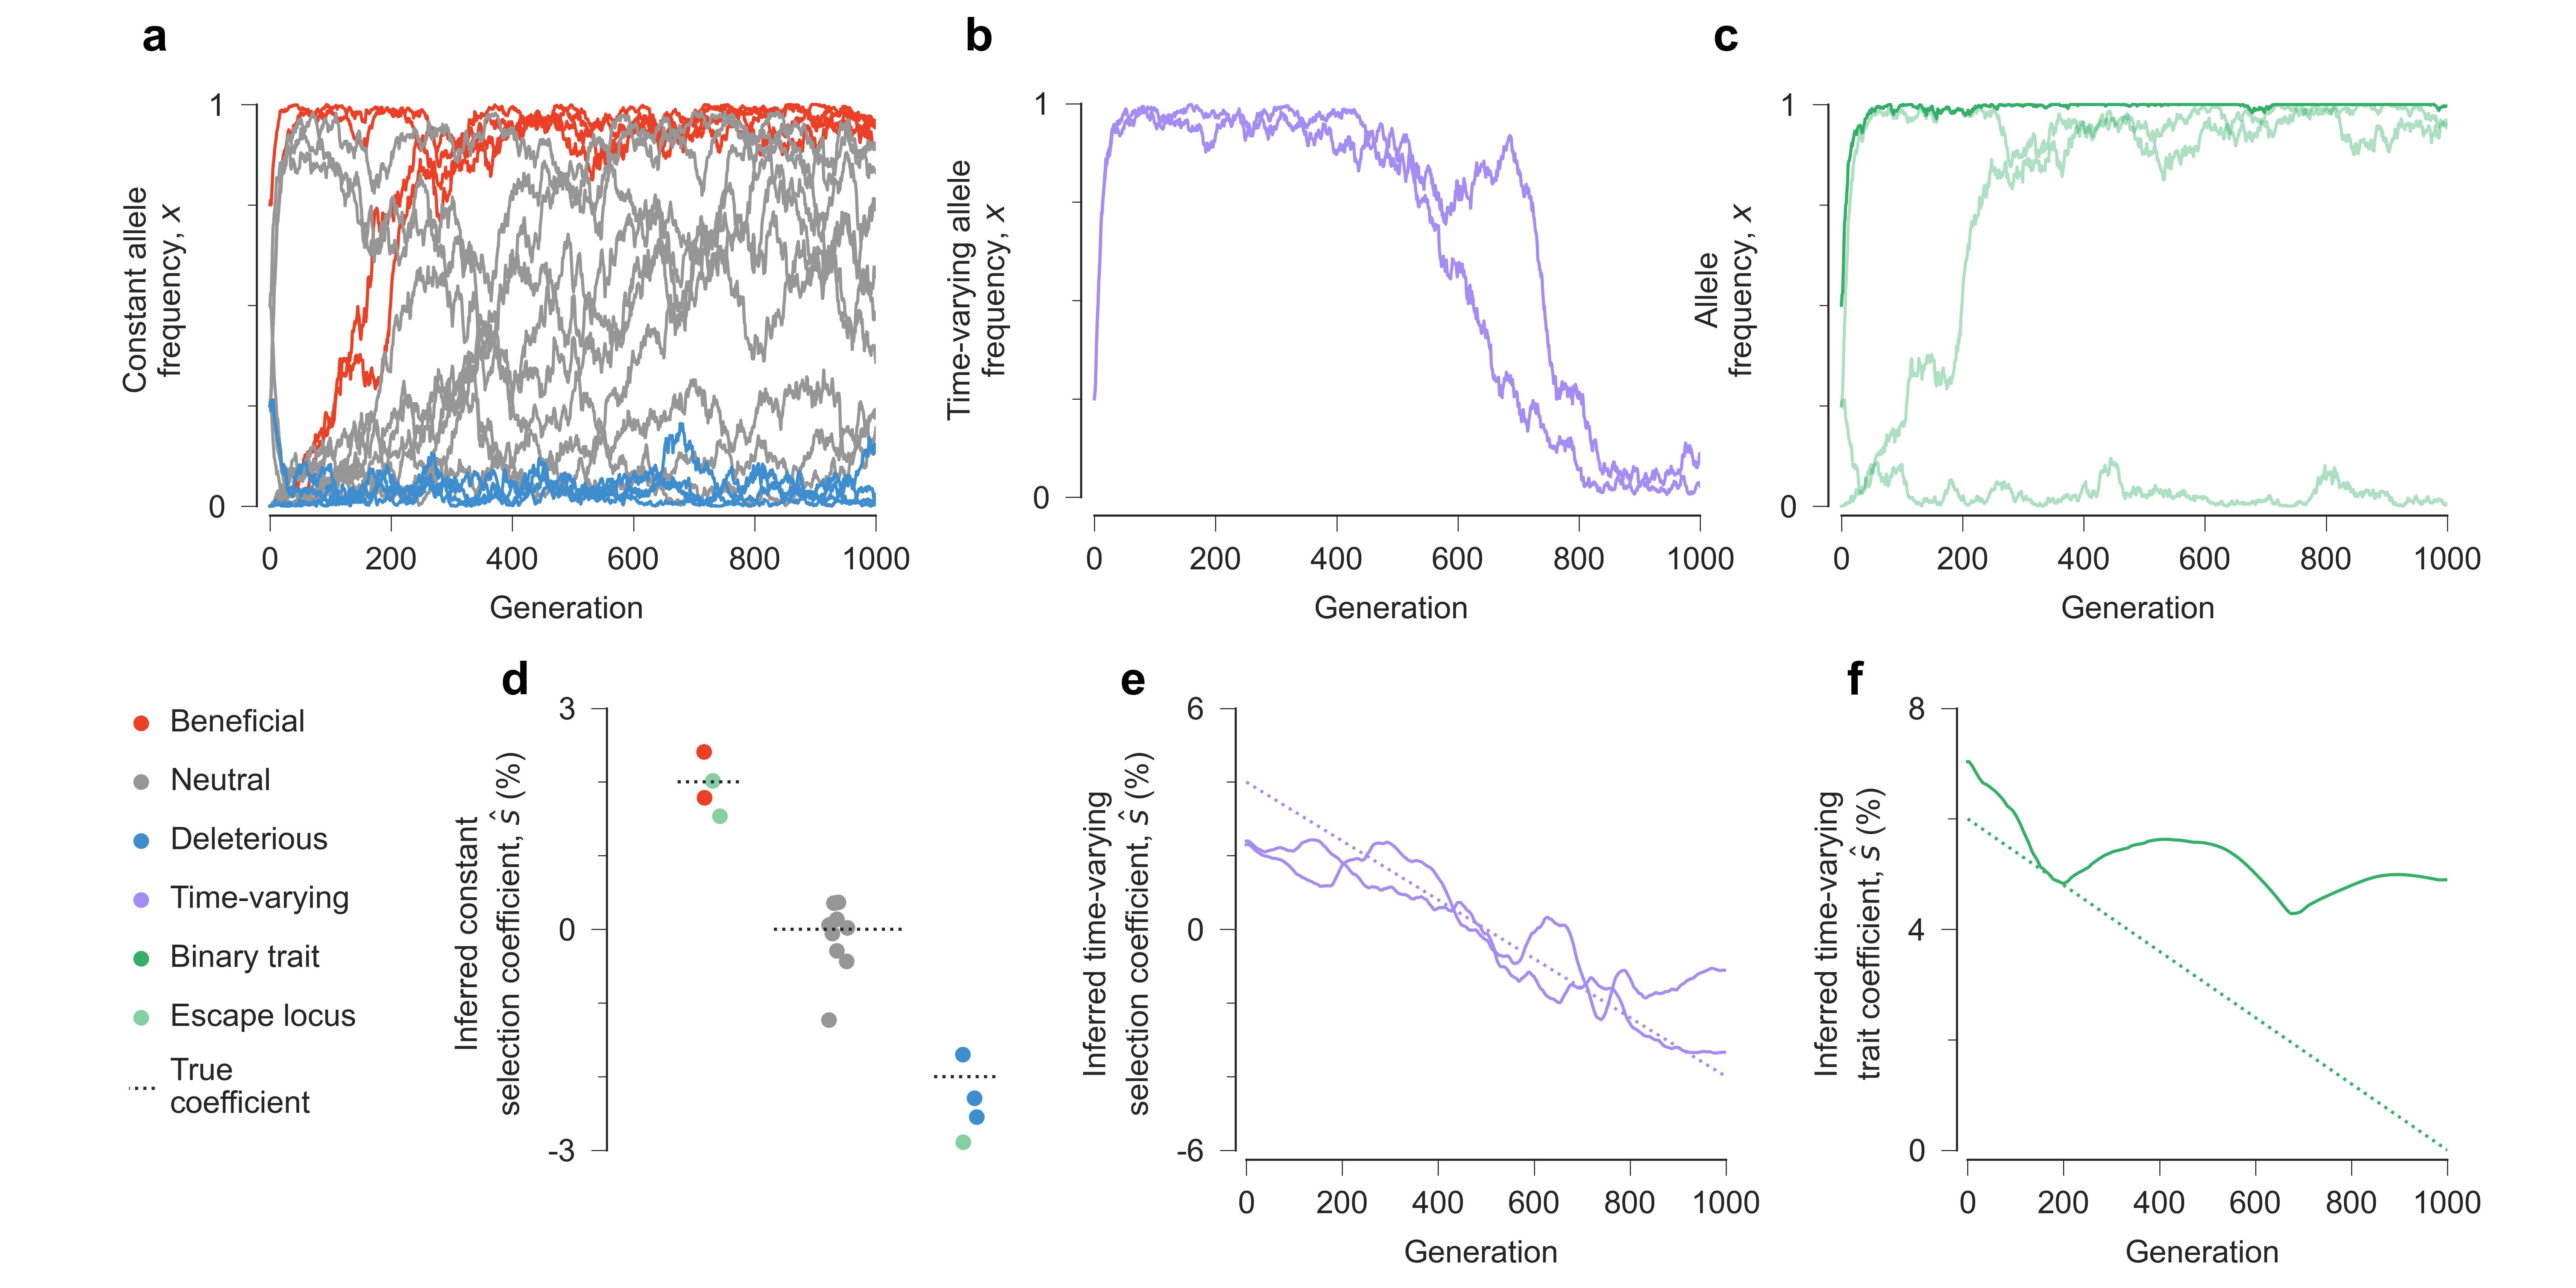 a
1
0
Constant allele
frequency, x
0 200 400 600 800 1000
Generation
b
1
0
Time-varying allele
frequency, x
0 200 400 600 800 1000
Generation
c
1
0
Allele
frequency, x
0 200 400 600 800 1000
Generation
Beneficial
Neutral
Deleterious
Time-varying
Binary trait
Escape locus
True
coefficient
d
3
0
-3
Inferred constant
selection coefficient, ŝ (%)
e
6
0
-6
Inferred time-varying
selection coefficient, ŝ (%)
0 200 400 600 800 1000
Generation
f
8
4
0
Inferred time-varying
trait coefficient, ŝ (%)
0 200 400 600 800 1000
Generation